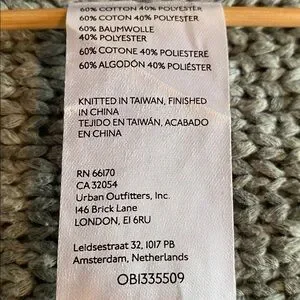 60% COTTON 40% POLYESTER
60% COTON 40% POLYESTER
60% BAUMWOLLE
40% POLYESTER
60% COTONE 40% POLIESTERE
60% ALGODÓN 40% POLIÉSTER
KNITTED IN TAIWAN, FINISHED
IN CHINA
TEJIDO EN TAIWÁN, ACABADO
EN CHINA
RN 66170
CA 32054
Urban Outfitters, Inc.
146 Brick Lane
LONDON, E1 6RU
Leidsestraat 32, 1017 PB
Amsterdam, Netherlands
OB1335509